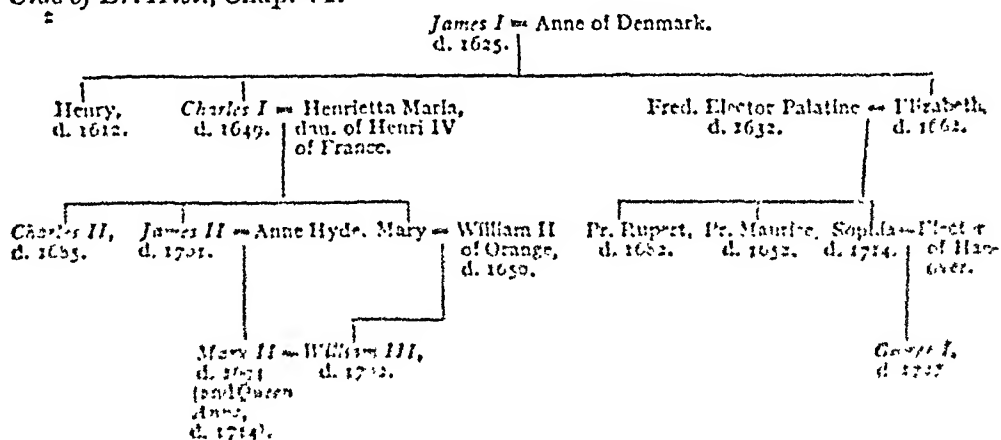 James I = Anne of Denmark.
d. 1625.
Henry, Charles I = Henrietta Maria, Fred. Elector Palatine = Elizabeth,
d. 1612. d. 1649. dau. of Henri IV d. 1632. d. 1662.
of France.
Charles II, James II = Anne Hyde. Mary = William II Pr. Rupert, Pr. Maurice, Sophia = Elector
d. 1685. d. 1701. of Orange, d. 1682. d. 1652. d. 1714. of Han-
d. 1650. over.
Mary II = William III, George I,
d. d. 1702. d. 1727
(and Queen
Anne,
d. 1714).